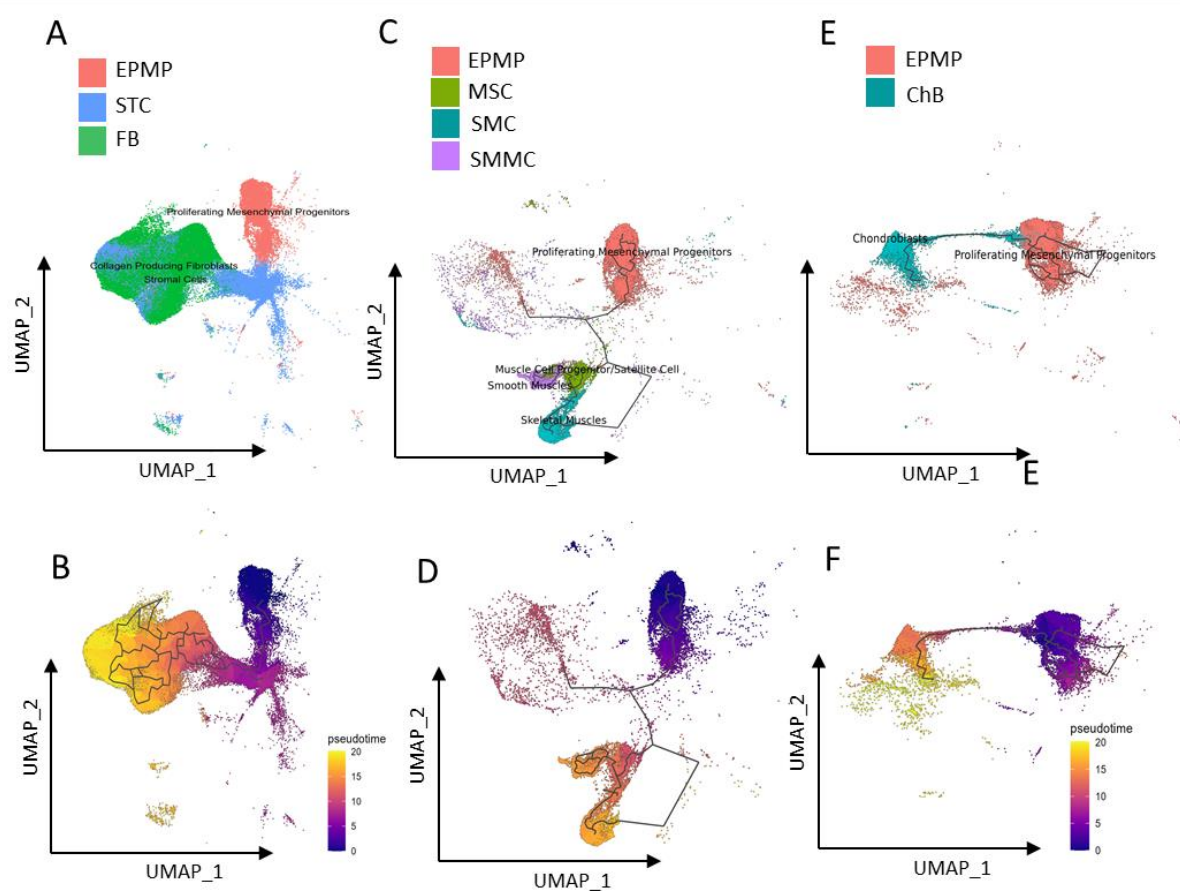 A
EPMP
STC
FB
Proliferating Mesenchymal Progenitors
Collagen Producing Fibroblasts
Stromal Cells
UMAP_2
UMAP_1
C
EPMP
MSC
SMC
SMMC
Proliferating Mesenchymal Progenitors
Muscle Cell Progenitor/Satellite Cell
Smooth Muscles
Skeletal Muscles
UMAP_2
UMAP_1
E
EPMP
ChB
Chondroblasts
Proliferating Mesenchymal Progenitors
UMAP_2
UMAP_1
E
B
pseudotime
20
15
10
5
0
UMAP_2
UMAP_1
D
UMAP_2
UMAP_1
F
pseudotime
20
15
10
5
0
UMAP_2
UMAP_1